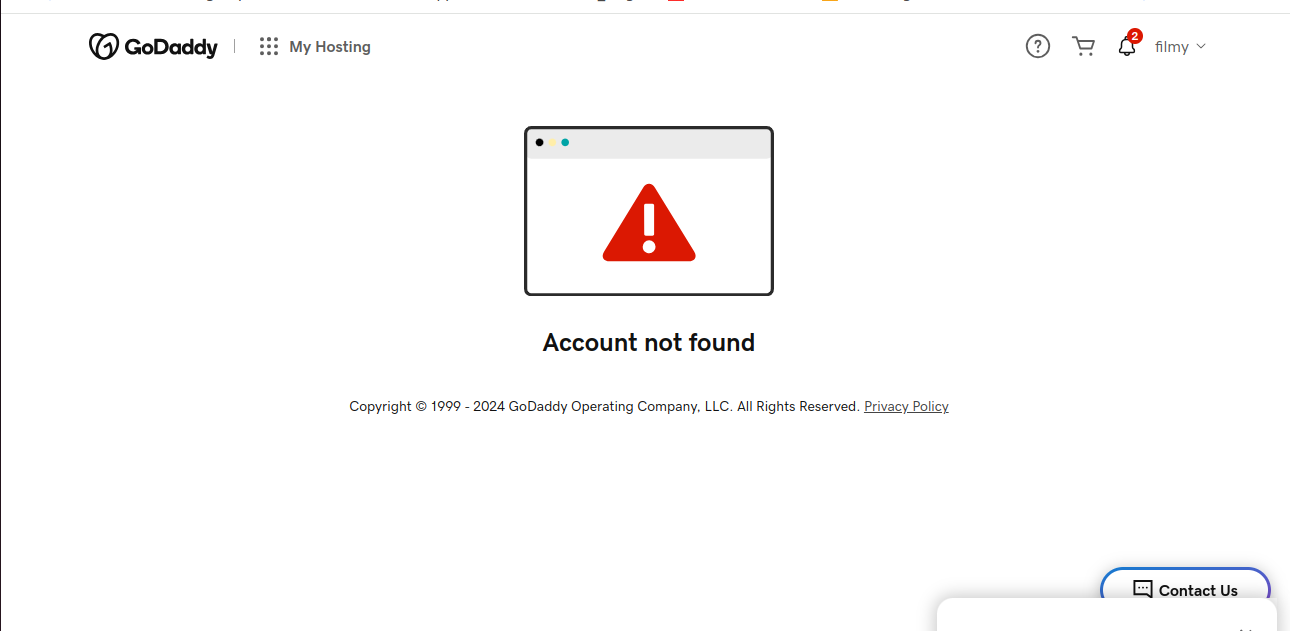 GoDaddy
My Hosting
2
filmy
Account not found
Copyright © 1999 - 2024 GoDaddy Operating Company, LLC. All Rights Reserved. Privacy Policy
Contact Us